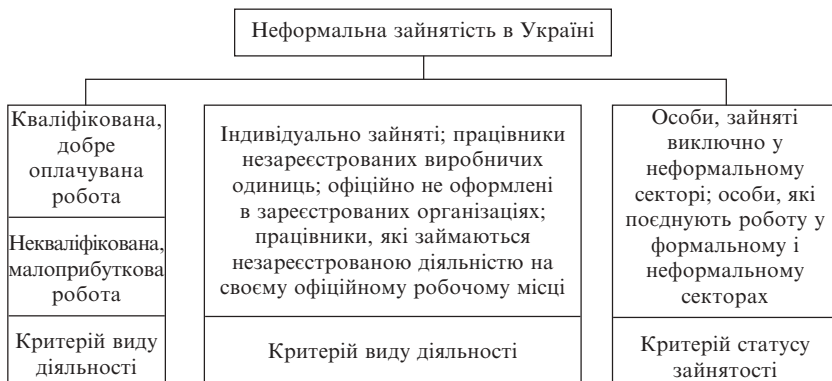 Неформальна зайнятість в Україні
Кваліфікована,
добре
оплачувана
робота
Некваліфікована,
малоприбуткова
робота
Критерій виду
діяльності
Індивідуально зайняті; працівники
незареєстрованих виробничих
одиниць; офіційно не оформлені
в зареєстрованих організаціях;
працівники, які займаються
незареєстрованою діяльністю на
своєму офіційному робочому місці
Критерій виду діяльності
Особи, зайняті
виключно у
неформальному
секторі; особи, які
поєднують роботу у
формальному і
неформальному
секторах
Критерій статусу
зайнятості